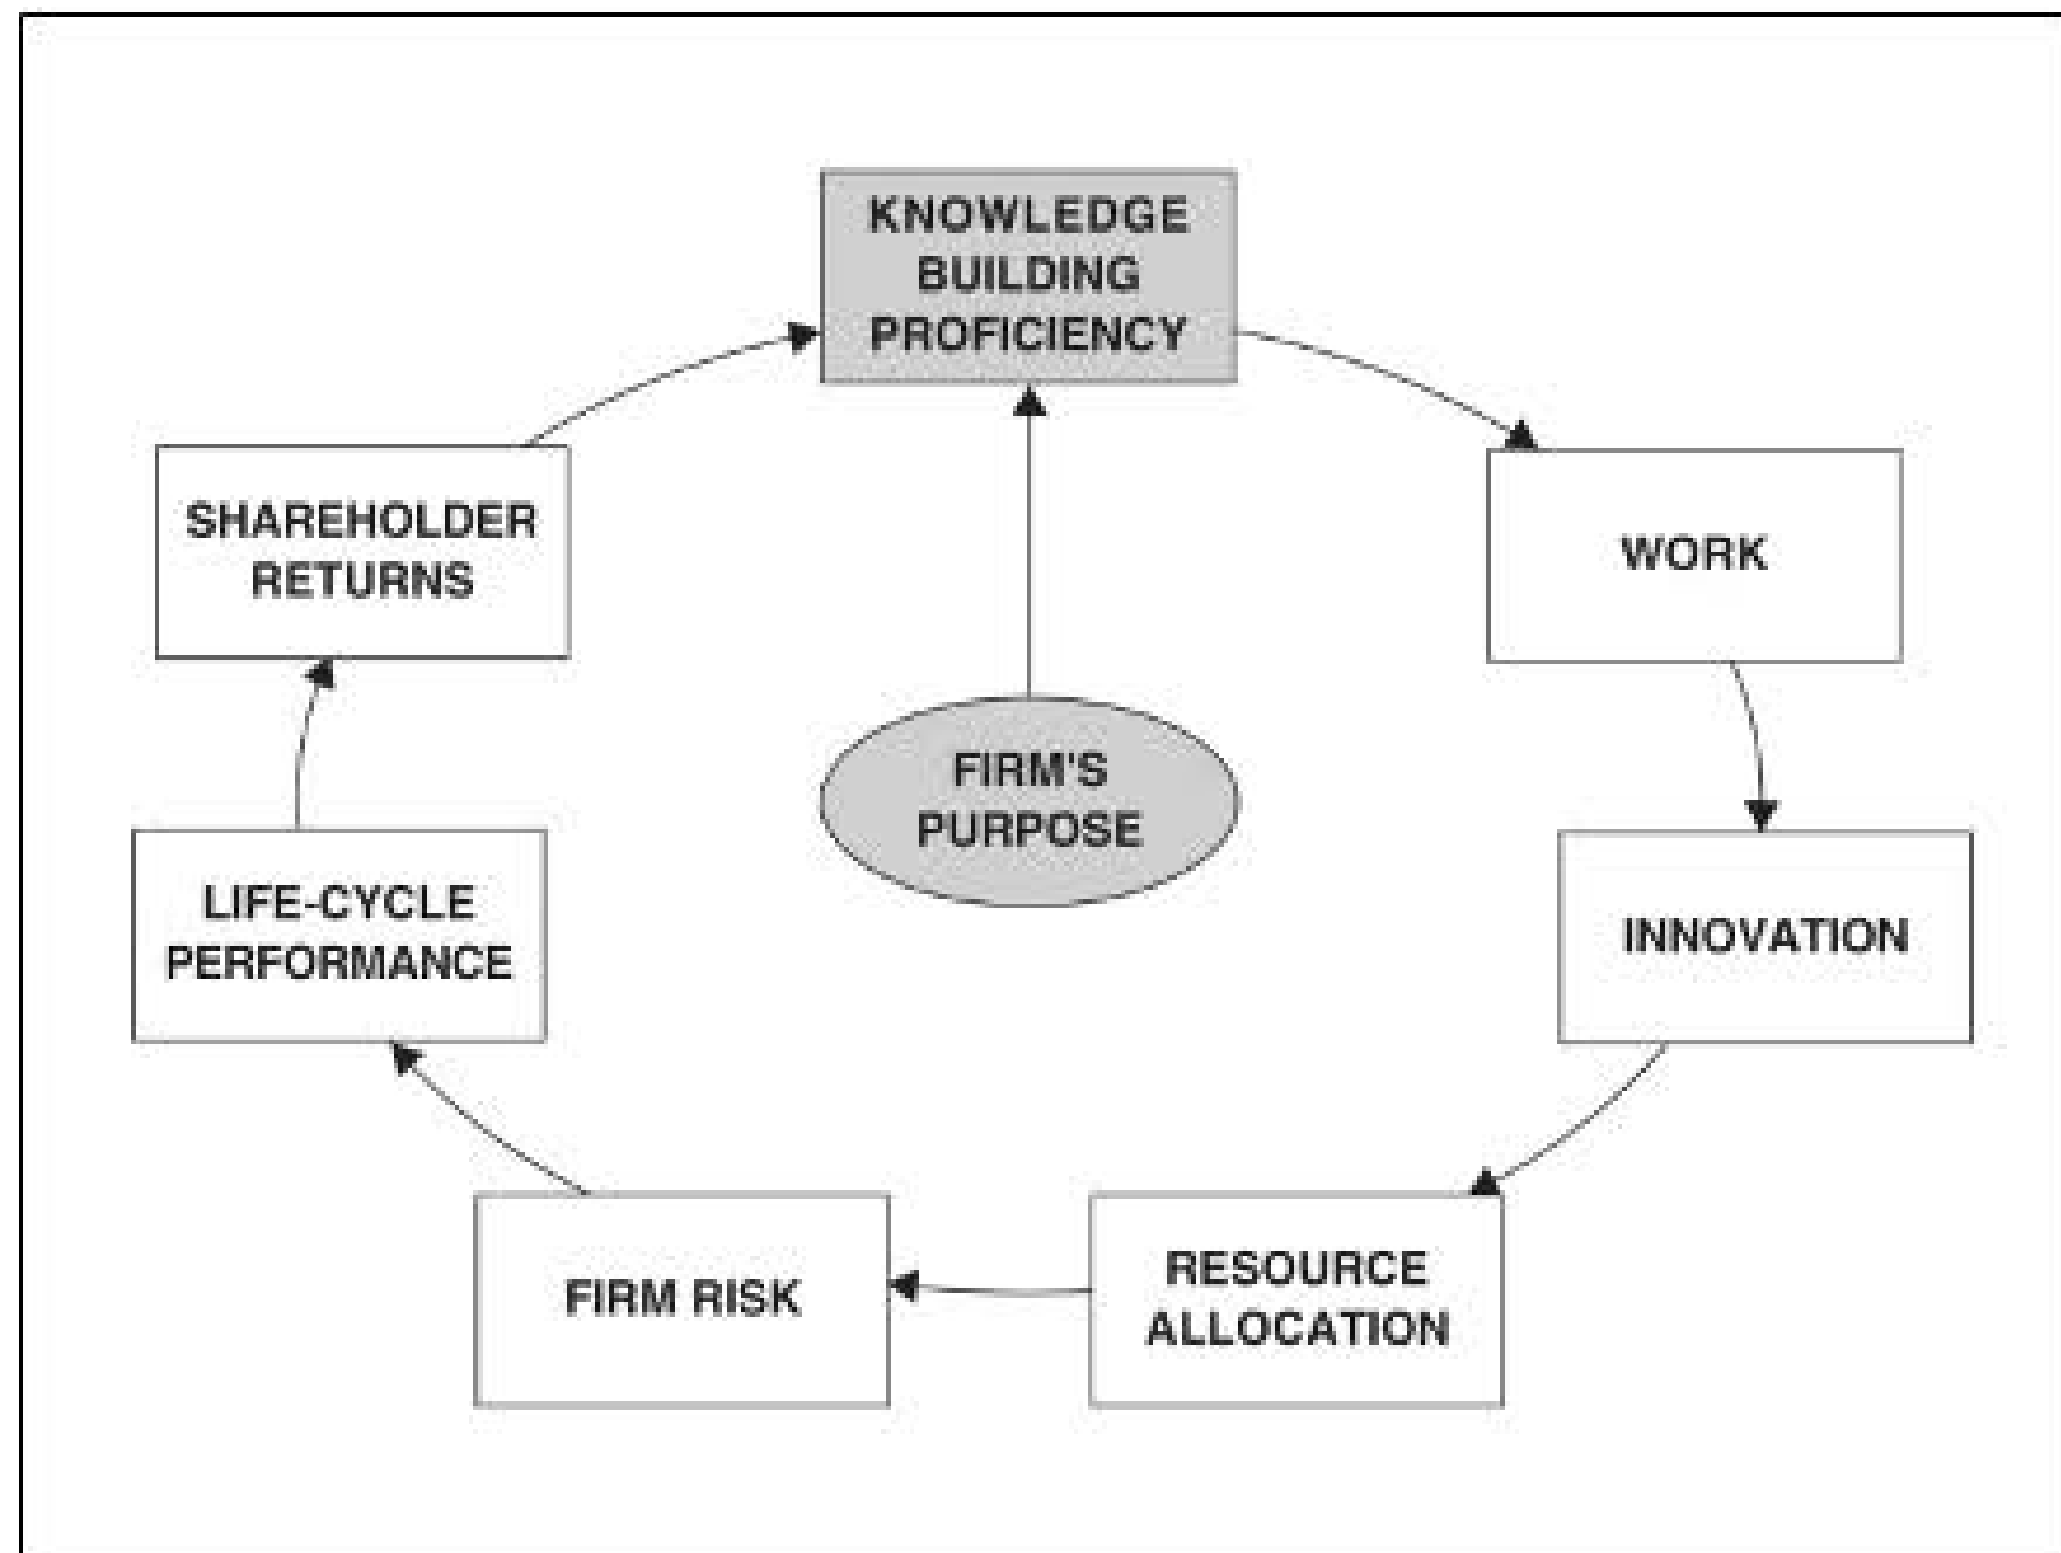 KNOWLEDGE
BUILDING
PROFICIENCY
SHAREHOLDER
RETURNS
WORK
FIRM'S
PURPOSE
LIFE-CYCLE
PERFORMANCE
INNOVATION
FIRM RISK
RESOURCE
ALLOCATION